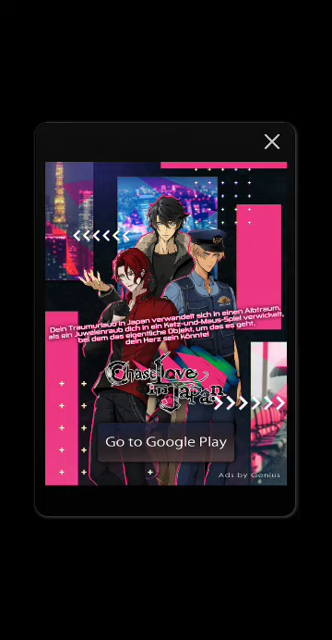 Dein Traumurlaub in Japan verwandelt sich in einen Albtraum,
als ein Juwelenraub dich in ein Katz-und-Maus-Spiel verwickelt,
bei dem das eigentliche Objekt, um das es geht,
dein Herz sein könnte!
Chase love
in Japan
Go to Google Play
Ads by Genius